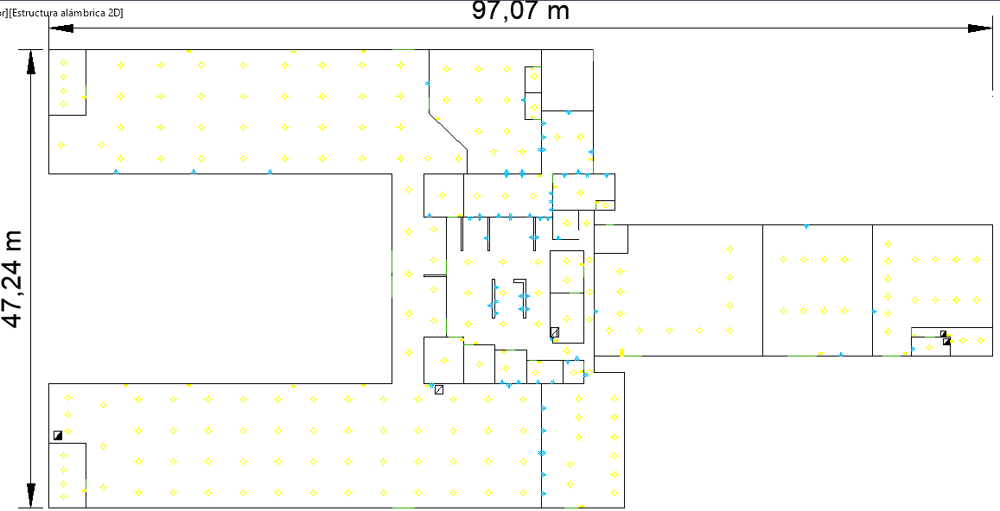 97,07 m
or][Estructura alámbrica 2D]
47,24 m